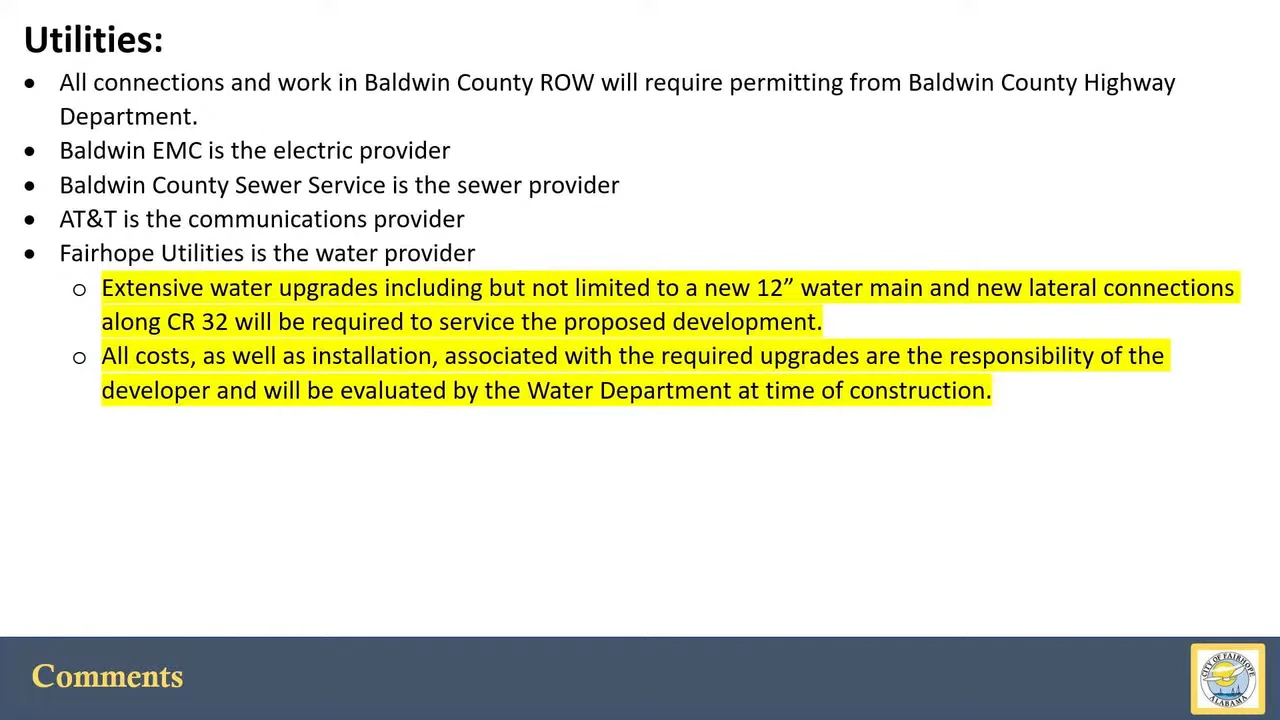 Utilities:
• All connections and work in Baldwin County ROW will require permitting from Baldwin County Highway
Department.
• Baldwin EMC is the electric provider
• Baldwin County Sewer Service is the sewer provider
• AT&T is the communications provider
• Fairhope Utilities is the water provider
o Extensive water upgrades including but not limited to a new 12” water main and new lateral connections
along CR 32 will be required to service the proposed development.
o All costs, as well as installation, associated with the required upgrades are the responsibility of the
developer and will be evaluated by the Water Department at time of construction.
Comments
CITY OF FAIRHOPE
ALABAMA